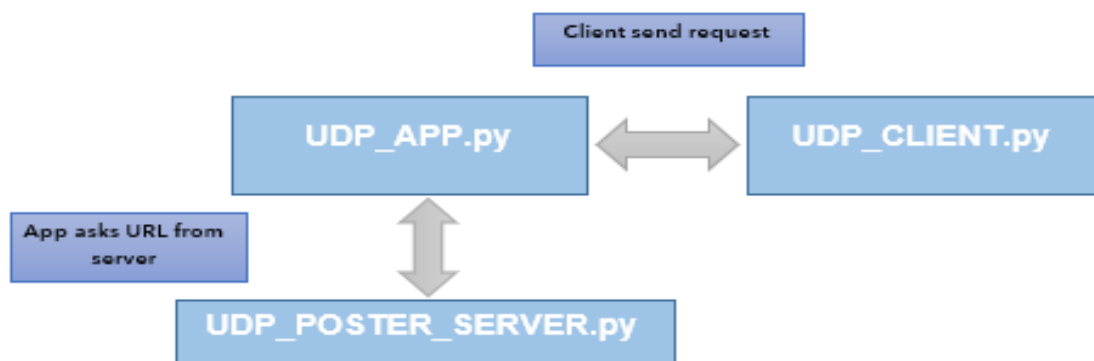 Client send request
UDP_APP.py
UDP_CLIENT.py
App asks URL from
server
UDP_POSTER_SERVER.py